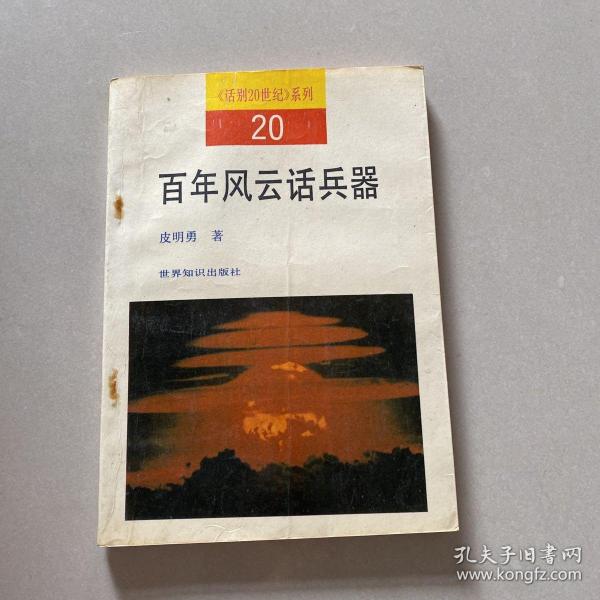 《话别20世纪》系列
20
百年风云话兵器
皮明勇 著
世界知识出版社
孔夫子旧书网
www.kongfz.com